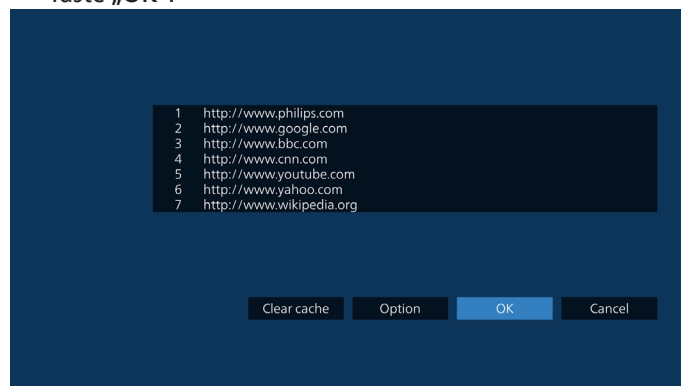 Taste „OK“.
1 http://www.philips.com
2 http://www.google.com
3 http://www.bbc.com
4 http://www.cnn.com
5 http://www.youtube.com
6 http://www.yahoo.com
7 http://www.wikipedia.org
Clear cache Option OK Cancel